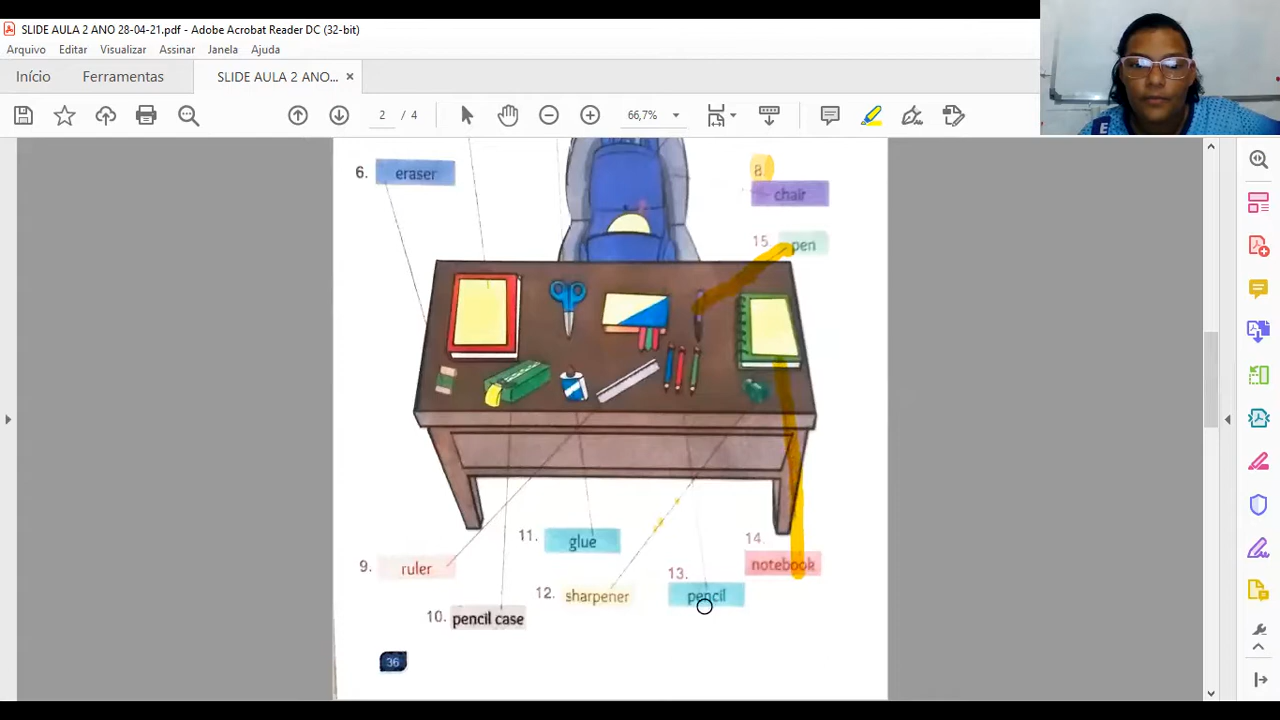 SLIDE AULA 2 ANO 28-04-21.pdf - Adobe Acrobat Reader DC (32-bit)
Arquivo Editar Visualizar Assinar Janela Ajuda
Início Ferramentas SLIDE AULA 2 ANO... ×
2 / 4 66,7%
6. eraser
8.
chair
15. pen
11. glue
14.
notebook
9. ruler
13.
12. sharpener
pencil
10. pencil case
36
E